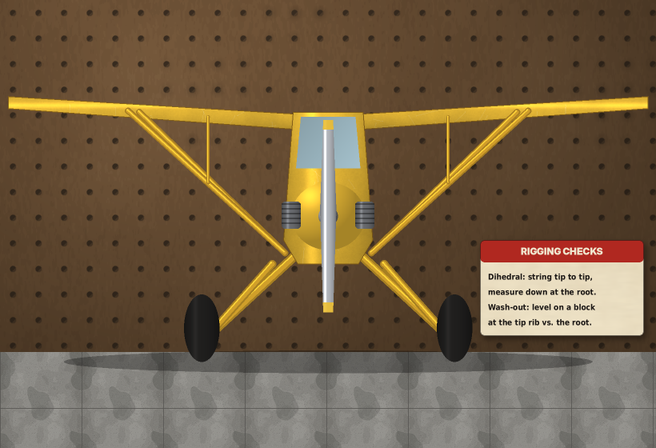 RIGGING CHECKS
Dihedral: string tip to tip,
measure down at the root.
Wash-out: level on a block
at the tip rib vs. the root.